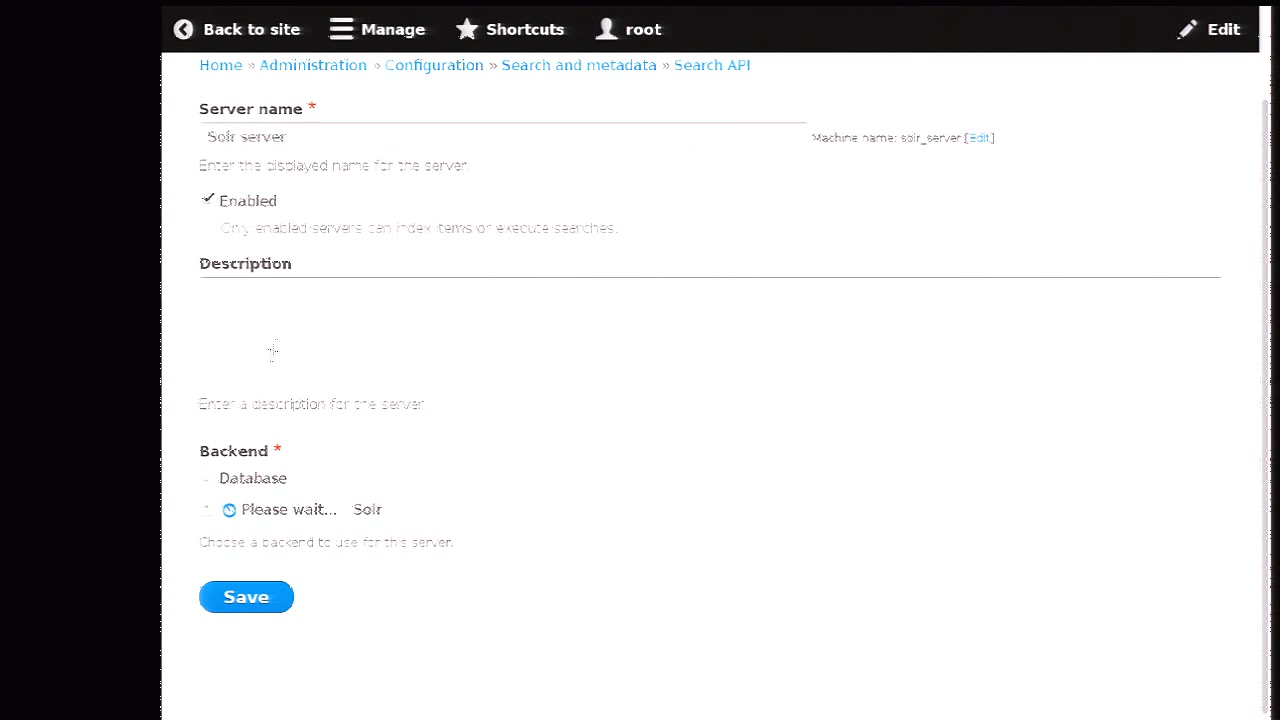 Back to site Manage Shortcuts root Edit
Home » Administration » Configuration » Search and metadata » Search API
Server name *
Solr server Machine name: solr_server [Edit]
Enter the displayed name for the server.
Enabled
Only enabled servers can index items or execute searches.
Description
Enter a description for the server.
Backend *
Database
Please wait... Solr
Choose a backend to use for this server.
Save